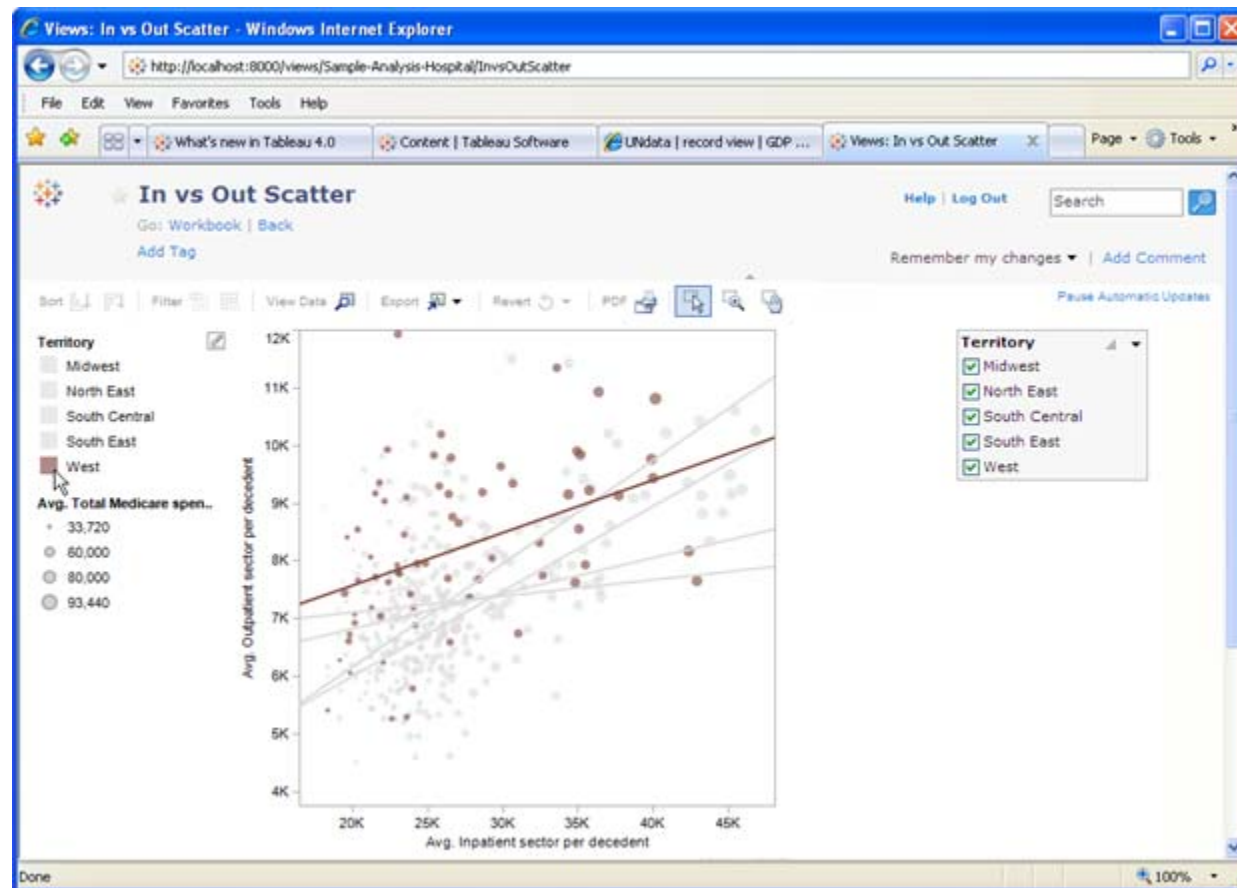 Views: In vs Out Scatter - Windows Internet Explorer
http://localhost:8000/views/Sample-Analysis-Hospital/InvsOutScatter
File Edit View Favorites Tools Help
What's new in Tableau 4.0 Content | Tableau Software UNdata | record view | GDP ... Views: In vs Out Scatter X Page Tools
In vs Out Scatter
Help | Log Out Search
Go: Workbook | Back
Add Tag
Remember my changes | Add Comment
Sort Filter View Data Export Revert PDF
Pause Automatic Updates
Territory
Midwest
North East
South Central
South East
West
Avg. Total Medicare spen..
33,720
60,000
80,000
93,440
Avg. Outpatient sector per decedent
12K
11K
10K
9K
8K
7K
6K
5K
4K
20K 25K 30K 35K 40K 45K
Avg. Inpatient sector per decedent
Territory
Midwest
North East
South Central
South East
West
Done 100%